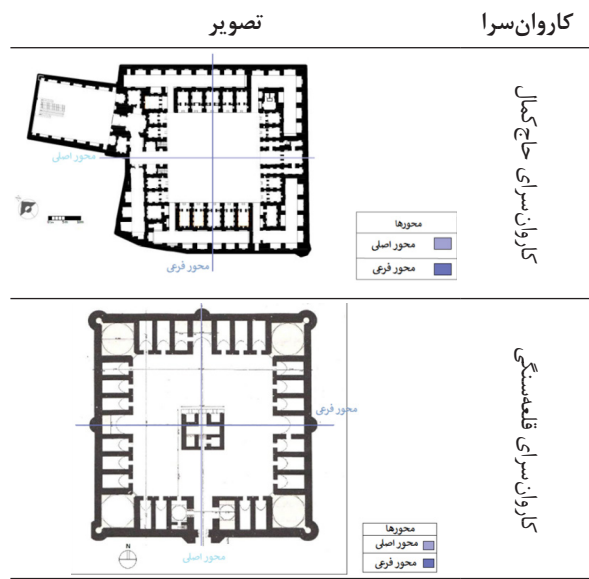 کاروان‌سرا
تصویر
کاروان‌سرای حاج‌کمال
محور اصلی
محور فرعی
محورها
محور اصلی
محور فرعی
کاروان‌سرای قلعه‌سنگی
محور فرعی
محور اصلی
N
محورها
محور اصلی
محور فرعی